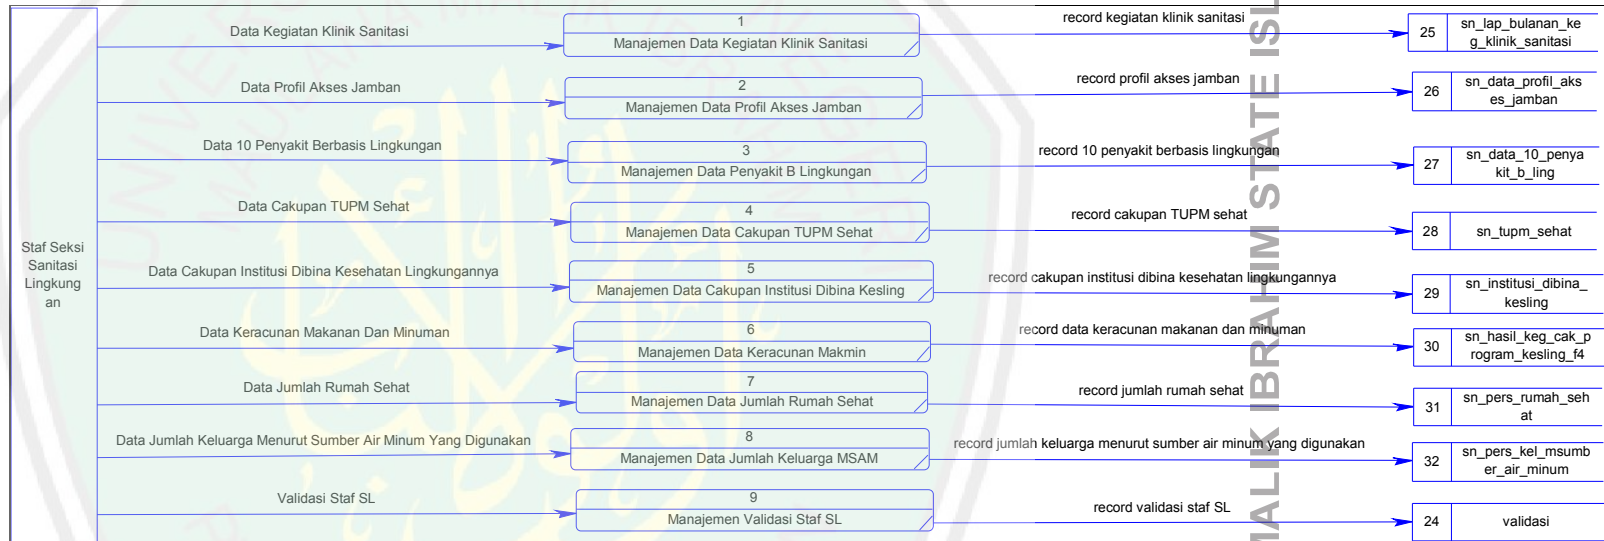 Staf Seksi
Sanitasi
Lingkung
an
Data Kegiatan Klinik Sanitasi
1
Manajemen Data Kegiatan Klinik Sanitasi
record kegiatan klinik sanitasi
25
sn_lap_bulanan_ke
g_klinik_sanitasi
Data Profil Akses Jamban
2
Manajemen Data Profil Akses Jamban
record profil akses jamban
26
sn_data_profil_aks
es_jamban
Data 10 Penyakit Berbasis Lingkungan
3
Manajemen Data Penyakit B Lingkungan
record 10 penyakit berbasis lingkungan
27
sn_data_10_penya
kit_b_ling
Data Cakupan TUPM Sehat
4
Manajemen Data Cakupan TUPM Sehat
record cakupan TUPM sehat
28
sn_tupm_sehat
Data Cakupan Institusi Dibina Kesehatan Lingkungannya
5
Manajemen Data Cakupan Institusi Dibina Kesling
record cakupan institusi dibina kesehatan lingkungannya
29
sn_institusi_dibina_
kesling
Data Keracunan Makanan Dan Minuman
6
Manajemen Data Keracunan Makmin
record data keracunan makanan dan minuman
30
sn_hasil_keg_cak_p
rogram_kesling_f4
Data Jumlah Rumah Sehat
7
Manajemen Data Jumlah Rumah Sehat
record jumlah rumah sehat
31
sn_pers_rumah_seh
at
Data Jumlah Keluarga Menurut Sumber Air Minum Yang Digunakan
8
Manajemen Data Jumlah Keluarga MSAM
record jumlah keluarga menurut sumber air minum yang digunakan
32
sn_pers_kel_msumb
er_air_minum
Validasi Staf SL
9
Manajemen Validasi Staf SL
record validasi staf SL
24
validasi
MALIK IBRAHIM STATE ISL